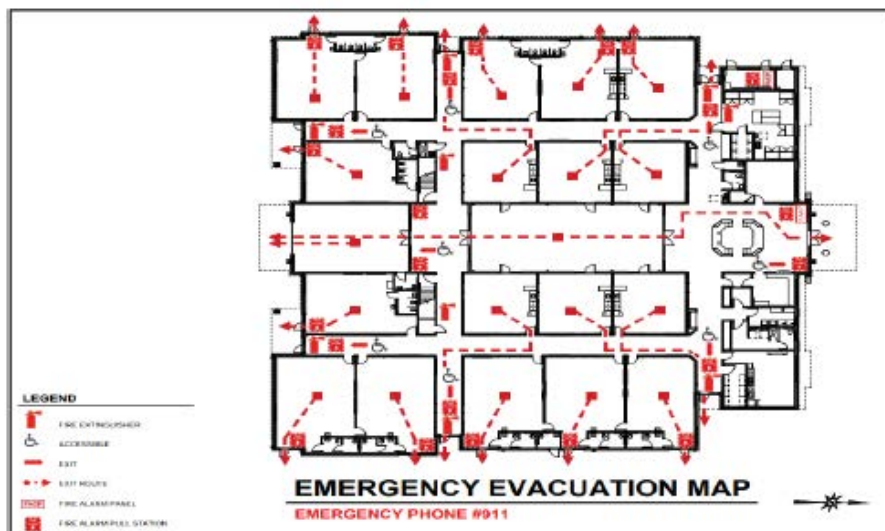 LEGEND
FIRE EXTINGUISHER
ACCESSIBLE
EXIT
EXIT ROUTE
FIRE ALARM PANEL
FIRE ALARM PULL STATION
EMERGENCY EVACUATION MAP
EMERGENCY PHONE #911